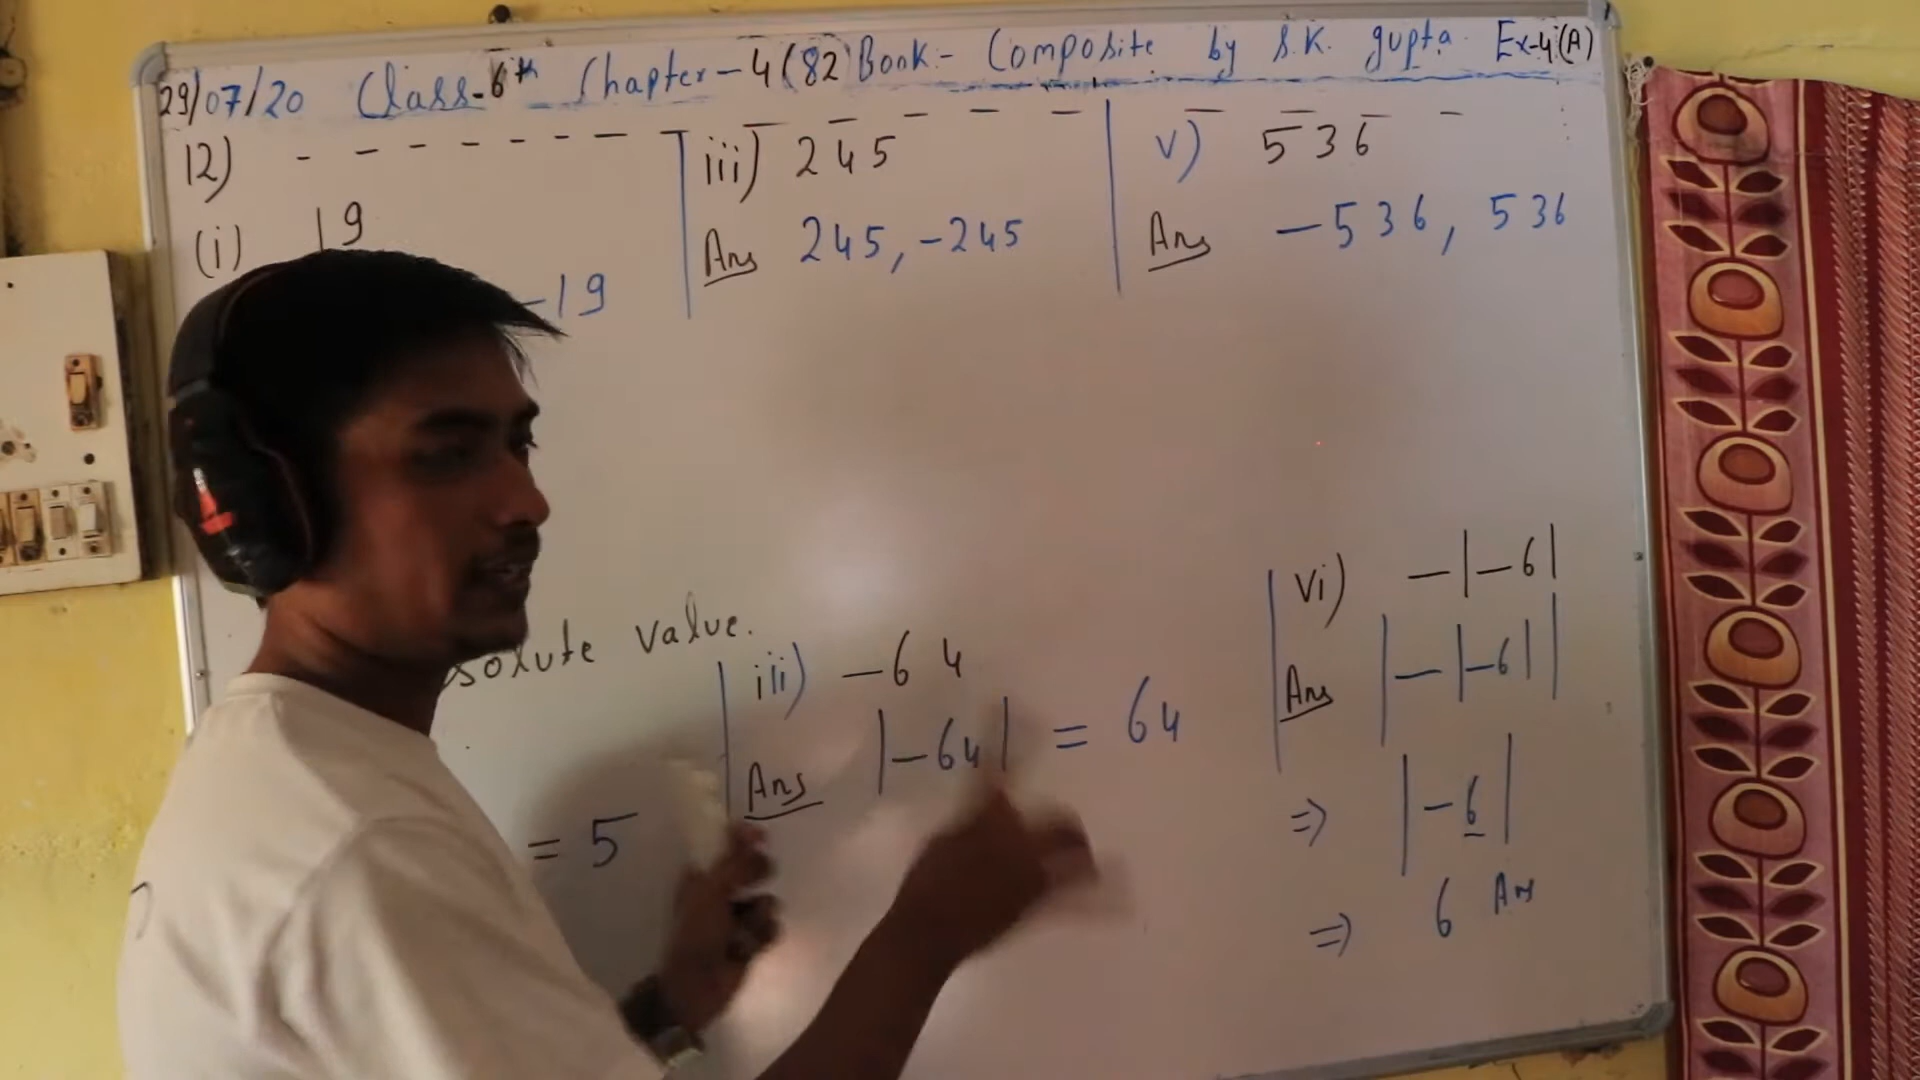 29/07/20 Class-6th Chapter-4(82) Book- Composite by S.K. gupta Ex-4(A)
12) - - - - - - - - - - - - - - - -
(i) 19
-19
iii) 245
Ans 245, -245
v) 536
Ans -536, 536
solute value.
= 5
iii) -64
Ans |-64| = 64
vi) -|-6|
Ans |-|-6||
⇒ |-6|
⇒ 6 Ans